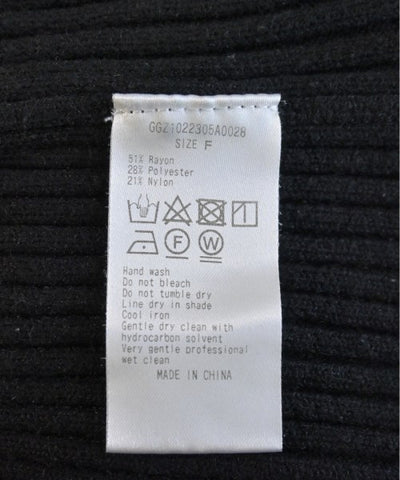 GGZ1022305A0028
SIZE F
51% Rayon
28% Polyester
21% Nylon
F W
Hand wash
Do not bleach
Do not tumble dry
Line dry in shade
Cool iron
Gentle dry clean with
hydrocarbon solvent
Very gentle professional
wet clean
MADE IN CHINA